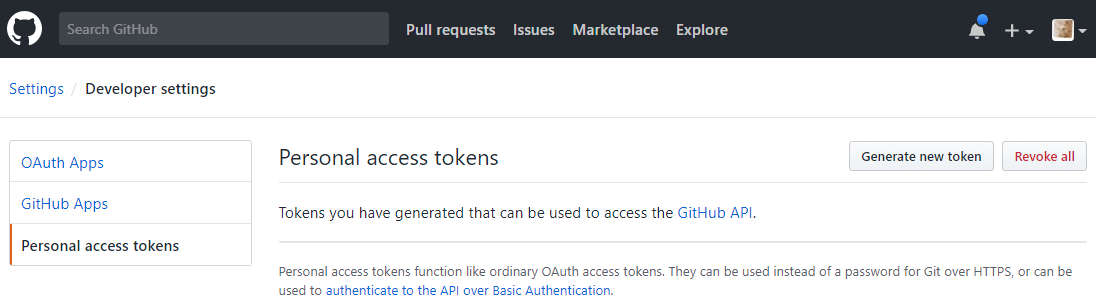 Search GitHub Pull requests Issues Marketplace Explore
Settings / Developer settings
OAuth Apps
GitHub Apps
Personal access tokens
Personal access tokens
Generate new token
Revoke all
Tokens you have generated that can be used to access the GitHub API.
Personal access tokens function like ordinary OAuth access tokens. They can be used instead of a password for Git over HTTPS, or can be
used to authenticate to the API over Basic Authentication.